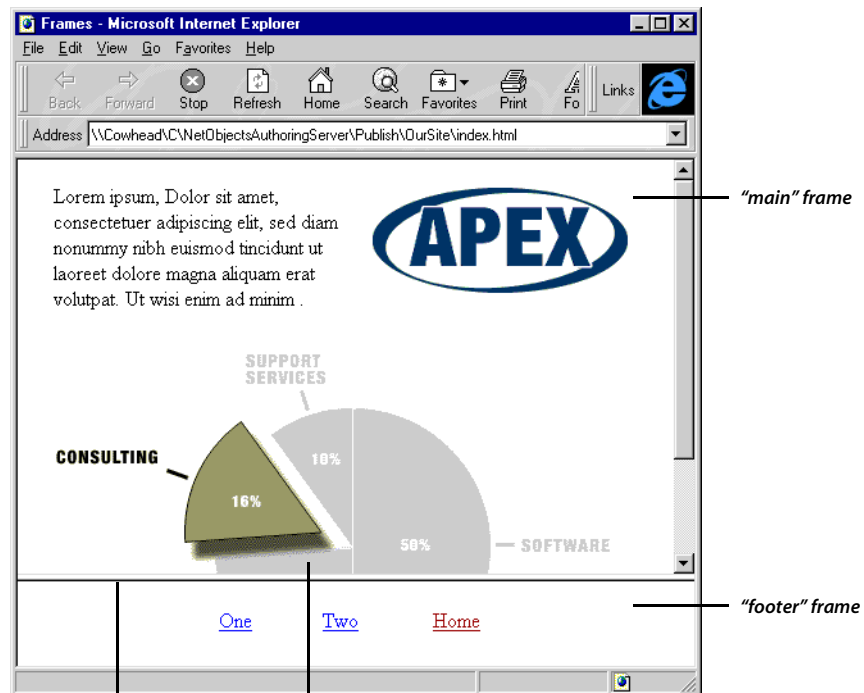 Frames - Microsoft Internet Explorer
File Edit View Go Favorites Help
Back Forward Stop Refresh Home Search Favorites Print Fo Links
Address \\Cowhead\C\NetObjectsAuthoringServer\Publish\OurSite\index.html
Lorem ipsum, Dolor sit amet,
consectetuer adipiscing elit, sed diam
nonummy nibh euismod tincidunt ut
laoreet dolore magna aliquam erat
volutpat. Ut wisi enim ad minim .
APEX
"main" frame
SUPPORT
SERVICES
CONSULTING
10%
16%
50%
SOFTWARE
One Two Home
"footer" frame